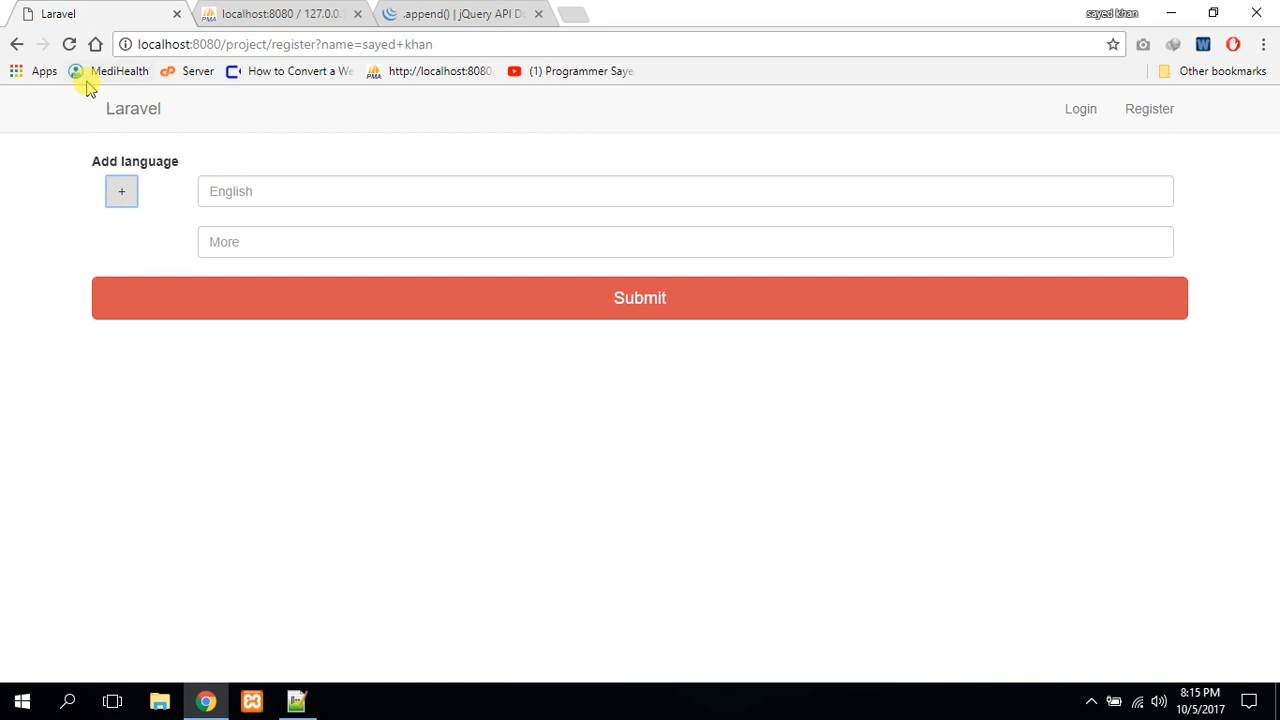 Laravel
localhost:8080 / 127.0.0.1
.append() | jQuery API Do
sayed khan
localhost:8080/project/register?name=sayed+khan
Apps
MediHealth
Server
How to Convert a We
http://localhost:8080
(1) Programmer Saye
Other bookmarks
Laravel
Login
Register
Add language
+
English
More
Submit
8:15 PM
10/5/2017